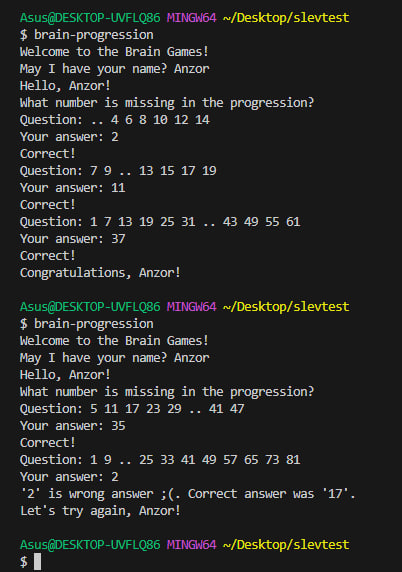 Asus@DESKTOP-UVFLQ86 MINGW64 ~/Desktop/slevtest
$ brain-progression
Welcome to the Brain Games!
May I have your name? Anzor
Hello, Anzor!
What number is missing in the progression?
Question: .. 4 6 8 10 12 14
Your answer: 2
Correct!
Question: 7 9 .. 13 15 17 19
Your answer: 11
Correct!
Question: 1 7 13 19 25 31 .. 43 49 55 61
Your answer: 37
Correct!
Congratulations, Anzor!
Asus@DESKTOP-UVFLQ86 MINGW64 ~/Desktop/slevtest
$ brain-progression
Welcome to the Brain Games!
May I have your name? Anzor
Hello, Anzor!
What number is missing in the progression?
Question: 5 11 17 23 29 .. 41 47
Your answer: 35
Correct!
Question: 1 9 .. 25 33 41 49 57 65 73 81
Your answer: 2
'2' is wrong answer ;(. Correct answer was '17'.
Let's try again, Anzor!
Asus@DESKTOP-UVFLQ86 MINGW64 ~/Desktop/slevtest
$